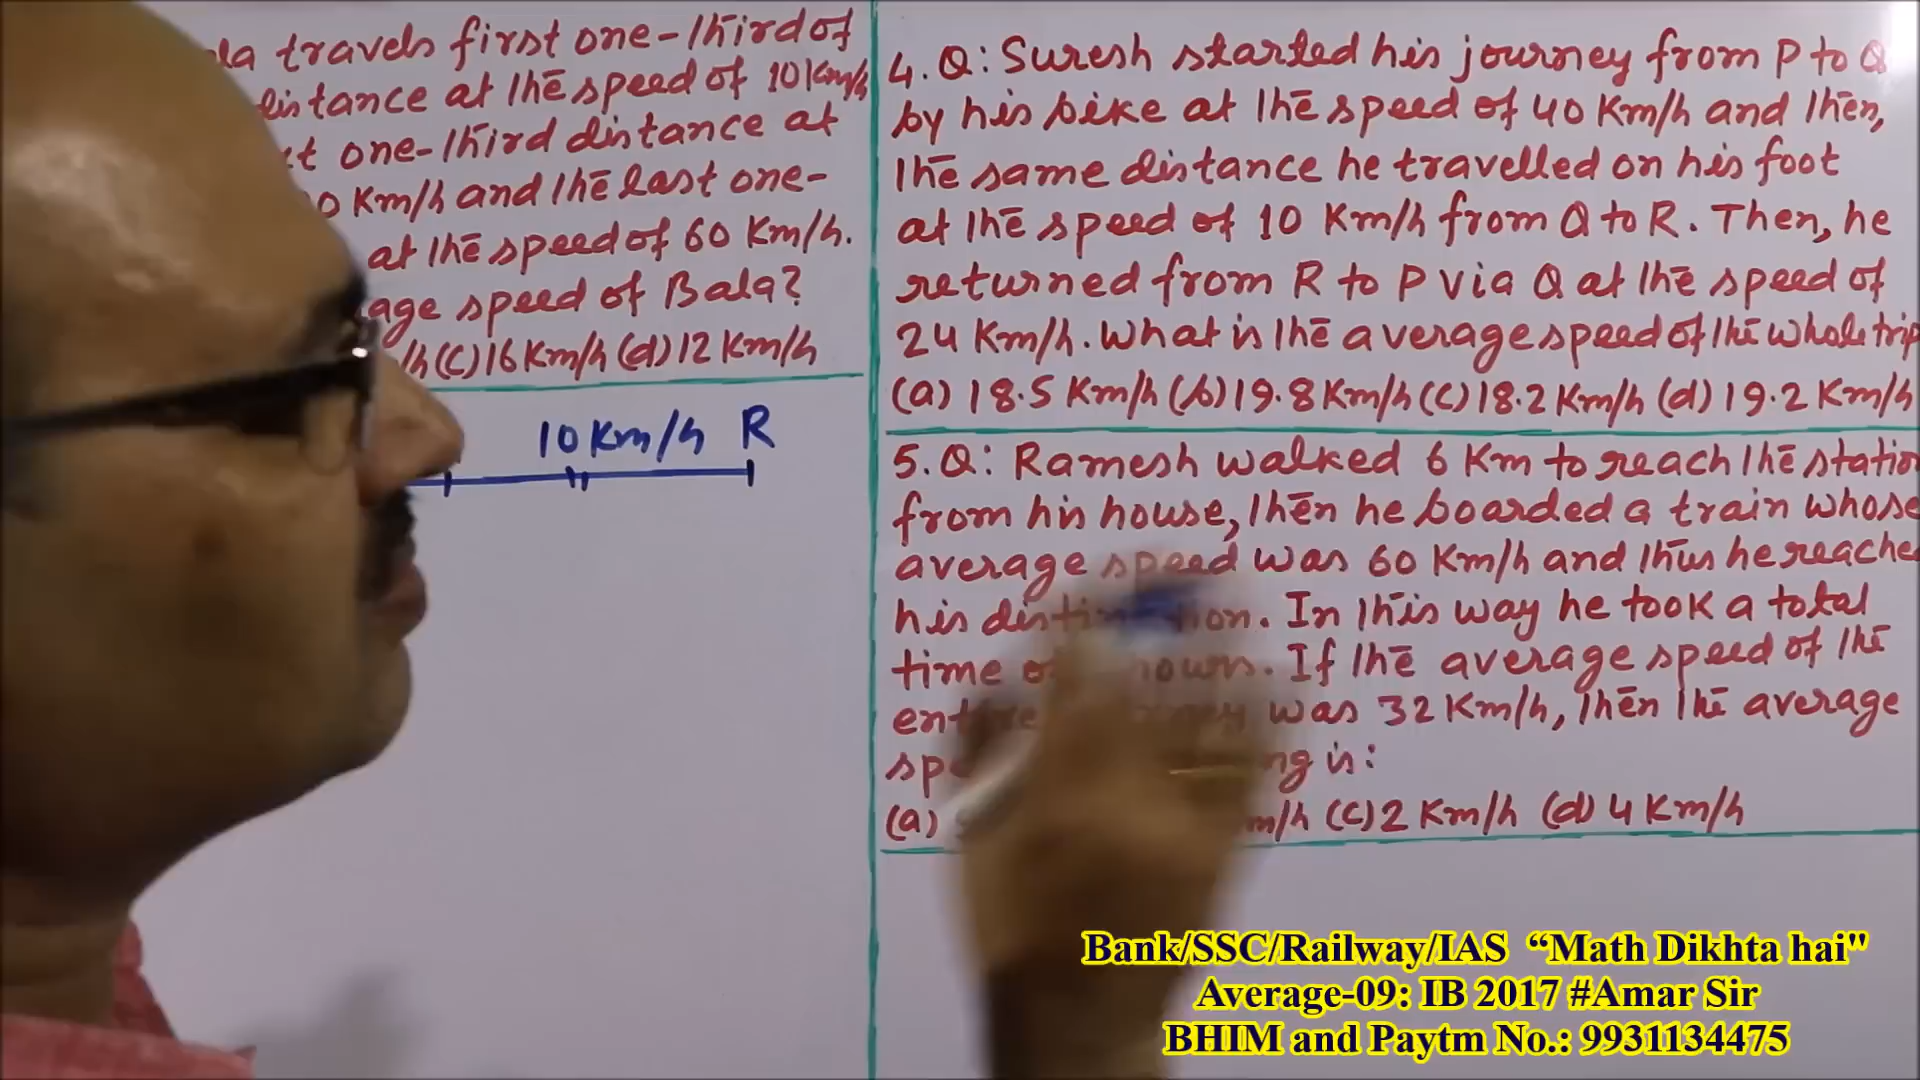 travels first one-third of
distance at the speed of 10 Km/h
one-third distance at
Km/h and the last one-
at the speed of 60 Km/h.
speed of Bala?
(c) 16 Km/h (d) 12 Km/h
10 Km/h R
4. Q: Suresh started his journey from P to Q
by his bike at the speed of 40 Km/h and then,
the same distance he travelled on his foot
at the speed of 10 Km/h from Q to R. Then, he
returned from R to P via Q at the speed of
24 Km/h. What is the average speed of the whole trip
(a) 18.5 Km/h (b) 19.8 Km/h (c) 18.2 Km/h (d) 19.2 Km/h
5. Q: Ramesh walked 6 Km to reach the station
from his house, then he boarded a train whose
average speed was 60 Km/h and thus he reache
his distination. In this way he took a total
time hours. If the average speed of the
was 32 Km/h, then the average
is:
(a) (c) 2 Km/h (d) 4 Km/h
Bank/SSC/Railway/IAS “Math Dikhta hai"
Average-09: IB 2017 #Amar Sir
BHIM and Paytm No.: 9931134475